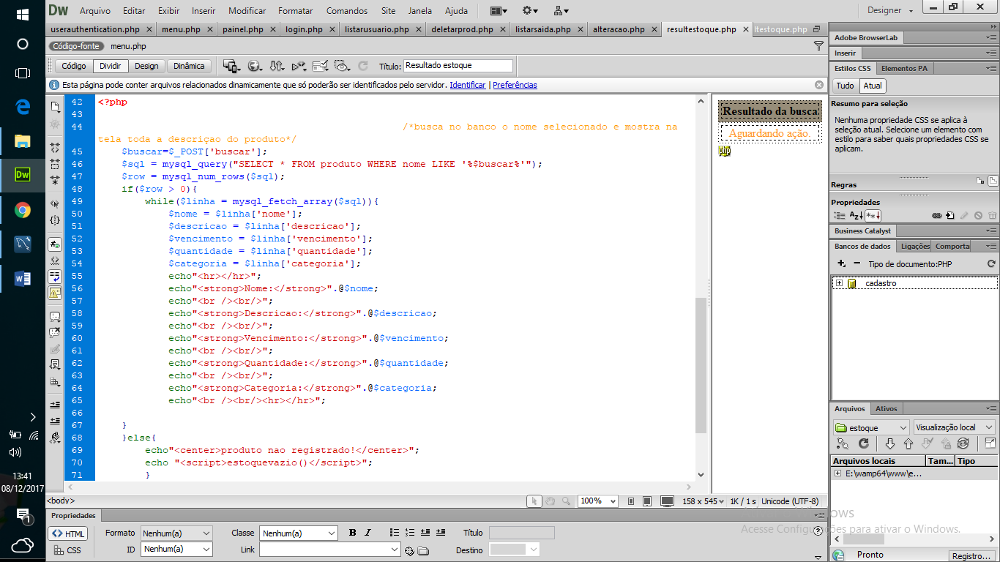 Dw Arquivo Editar Exibir Inserir Modificar Formatar Comandos Site Janela Ajuda Designer
userauthentication.php menu.php painel.php login.php listarusuario.php deletarprod.php listarsaida.php alteracao.php resultestoque.php ltestoque.php
Código-fonte menu.php
Código Dividir Design Dinâmica Título: Resultado estoque
Esta página pode conter arquivos relacionados dinamicamente que só poderão ser identificados pelo servidor. Identificar | Preferências
42 <?php
43
44 /*busca no banco o nome selecionado e mostra na
tela toda a descriçao do produto*/
45 $buscar=$_POST['buscar'];
46 $sql = mysql_query("SELECT * FROM produto WHERE nome LIKE '%$buscar%'");
47 $row = mysql_num_rows($sql);
48 if($row > 0){
49 while($linha = mysql_fetch_array($sql)){
50 $nome = $linha['nome'];
51 $descricao = $linha['descricao'];
52 $vencimento = $linha['vencimento'];
53 $quantidade = $linha['quantidade'];
54 $categoria = $linha['categoria'];
55 echo"<hr></hr>";
56 echo"<strong>Nome:</strong>".@$nome;
57 echo"<br /><br/>";
58 echo"<strong>Descricao:</strong>".@$descricao;
59 echo"<br /><br/>";
60 echo"<strong>Vencimento:</strong>".@$vencimento;
61 echo"<br /><br/>";
62 echo"<strong>Quantidade:</strong>".@$quantidade;
63 echo"<br /><br/>";
64 echo"<strong>Categoria:</strong>".@$categoria;
65 echo"<br /><br/><hr></hr>";
66
67 }
68 }else{
69 echo"<center>produto nao registrado!</center>";
70 echo "<script>estoquevazio()</script>";
71 }
Resultado da busca
Aguardando ação.
php
<body> 100% 158 x 545 1K / 1 s Unicode (UTF-8)
Propriedades
HTML Formato Nenhum(a) Classe Nenhum(a) B I Título
CSS ID Nenhum(a) Link Destino
Adobe BrowserLab
Inserir
Estilos CSS Elementos PA
Tudo Atual
Resumo para seleção
Nenhuma propriedade CSS se aplica à
seleção atual. Selecione um elemento com
estilo para saber quais propriedades CSS se
aplicam.
Regras
Propriedades
Business Catalyst
Bancos de dados Ligações Comporta
Tipo de documento:PHP
cadastro
Arquivos Ativos
estoque Visualização local
Arquivos locais Tam... Tipo
E:\wamp64\www\e...
Acesse Configurações para ativar o Windows.
Pronto Registro...
Dw
13:41
08/12/2017
1